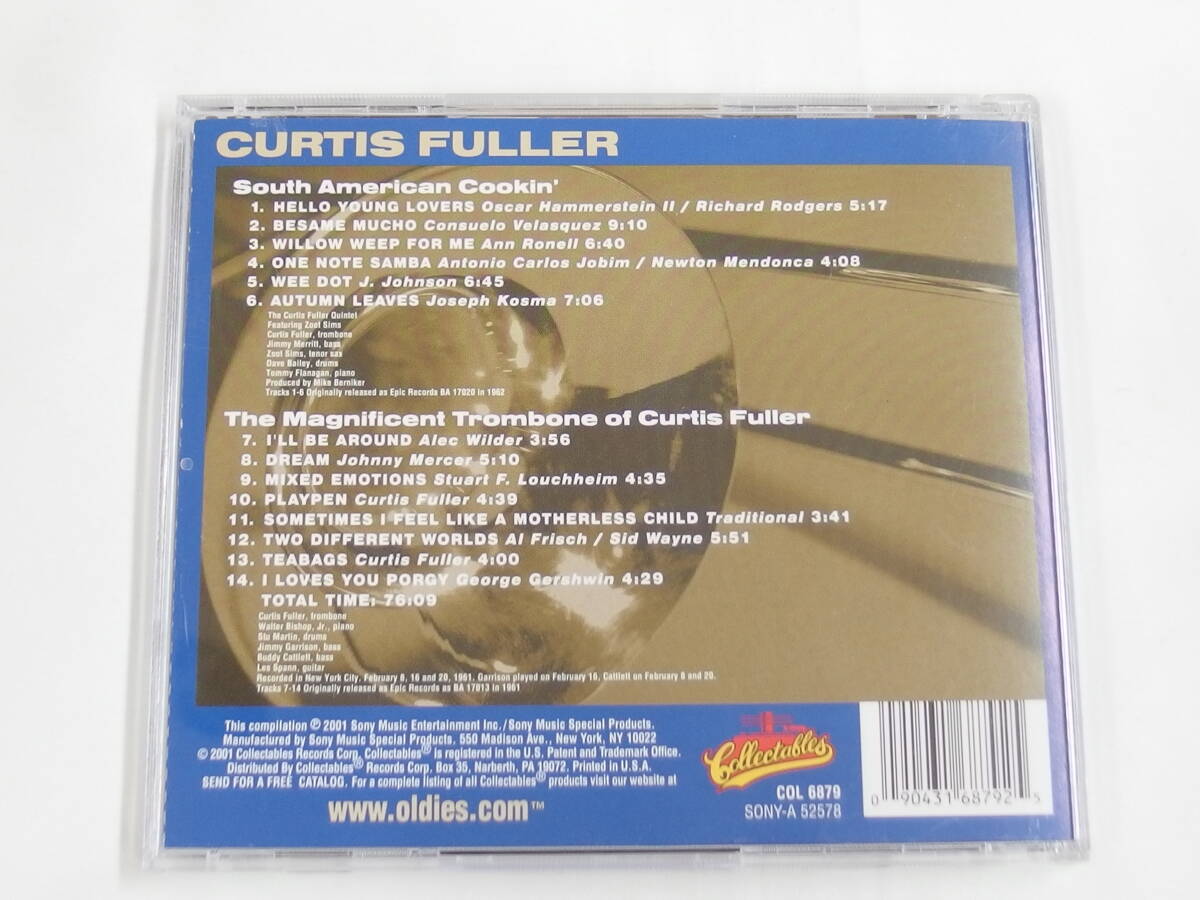 CURTIS FULLER
South American Cookin'
1. HELLO YOUNG LOVERS Oscar Hammerstein II / Richard Rodgers 5:17
2. BESAME MUCHO Consuelo Velasquez 9:10
3. WILLOW WEEP FOR ME Ann Ronell 6:40
4. ONE NOTE SAMBA Antonio Carlos Jobim / Newton Mendonca 4:08
5. WEE DOT J. Johnson 6:45
6. AUTUMN LEAVES Joseph Kosma 7:06
The Curtis Fuller Quintet
Featuring Zoot Sims
Curtis Fuller, trombone
Jimmy Merritt, bass
Zoot Sims, tenor sax
Dave Bailey, drums
Tommy Flanagan, piano
Produced by Mike Berniker
Tracks 1-6 Originally released as Epic Records BA 17020 in 1962
The Magnificent Trombone of Curtis Fuller
7. I'LL BE AROUND Alec Wilder 3:56
8. DREAM Johnny Mercer 5:10
9. MIXED EMOTIONS Stuart F. Louchheim 4:35
10. PLAYPEN Curtis Fuller 4:39
11. SOMETIMES I FEEL LIKE A MOTHERLESS CHILD Traditional 3:41
12. TWO DIFFERENT WORLDS Al Frisch / Sid Wayne 5:51
13. TEABAGS Curtis Fuller 4:00
14. I LOVES YOU PORGY George Gershwin 4:29
TOTAL TIME: 76:09
Curtis Fuller, trombone
Walter Bishop, Jr., piano
Stu Martin, drums
Jimmy Garrison, bass
Buddy Catlett, bass
Les Spann, guitar
Recorded in New York City, February 8, 16 and 20, 1961. Garrison played on February 16, Catlett on February 8 and 20.
Tracks 7-14 Originally released as Epic Records as BA 17013 in 1961
This compilation ℗ 2001 Sony Music Entertainment Inc./Sony Music Special Products.
Manufactured by Sony Music Special Products. 550 Madison Ave., New York, NY 10022
© 2001 Collectables Records Corp. Collectables® is registered in the U.S. Patent and Trademark Office.
Distributed By Collectables® Records Corp. Box 35, Narberth, PA 19072. Printed in U.S.A.
SEND FOR A FREE CATALOG. For a complete listing of all Collectables® products visit our website at
www.oldies.com™
Collectables
COL 6879
SONY-A 52578
0 90431 68792 5